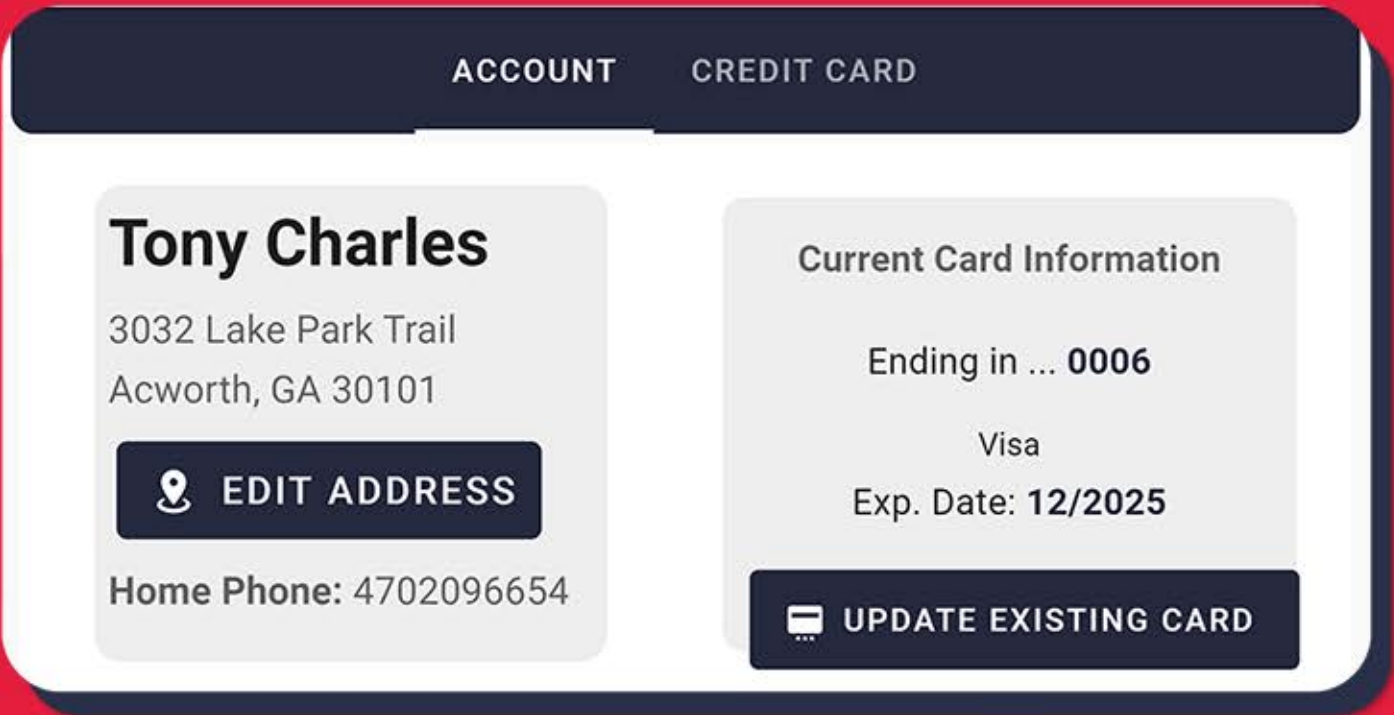 ACCOUNT CREDIT CARD
Tony Charles
3032 Lake Park Trail
Acworth, GA 30101
EDIT ADDRESS
Home Phone: 4702096654
Current Card Information
Ending in ... 0006
Visa
Exp. Date: 12/2025
UPDATE EXISTING CARD